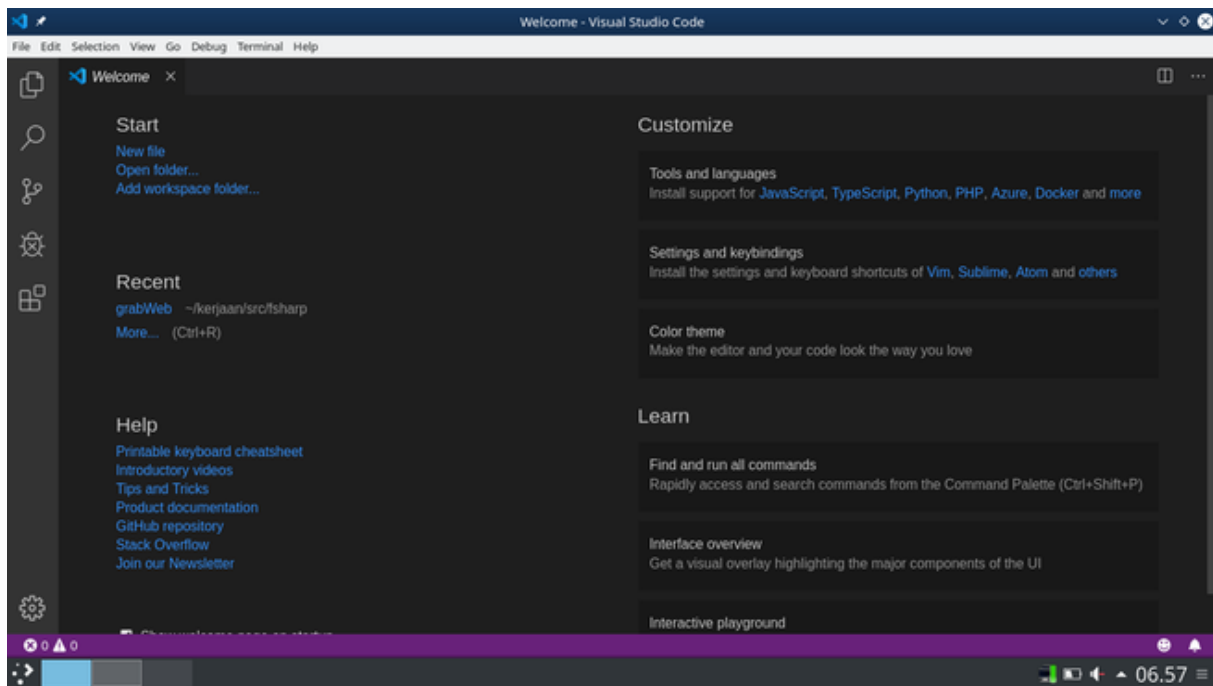 Welcome - Visual Studio Code
File Edit Selection View Go Debug Terminal Help
Welcome
Start
New file
Open folder...
Add workspace folder...
Recent
grabWeb ~/kerjaan/src/fsharp
More... (Ctrl+R)
Help
Printable keyboard cheatsheet
Introductory videos
Tips and Tricks
Product documentation
GitHub repository
Stack Overflow
Join our Newsletter
Customize
Tools and languages
Install support for JavaScript, TypeScript, Python, PHP, Azure, Docker and more
Settings and keybindings
Install the settings and keyboard shortcuts of Vim, Sublime, Atom and others
Color theme
Make the editor and your code look the way you love
Learn
Find and run all commands
Rapidly access and search commands from the Command Palette (Ctrl+Shift+P)
Interface overview
Get a visual overlay highlighting the major components of the UI
Interactive playground
0 0
06.57